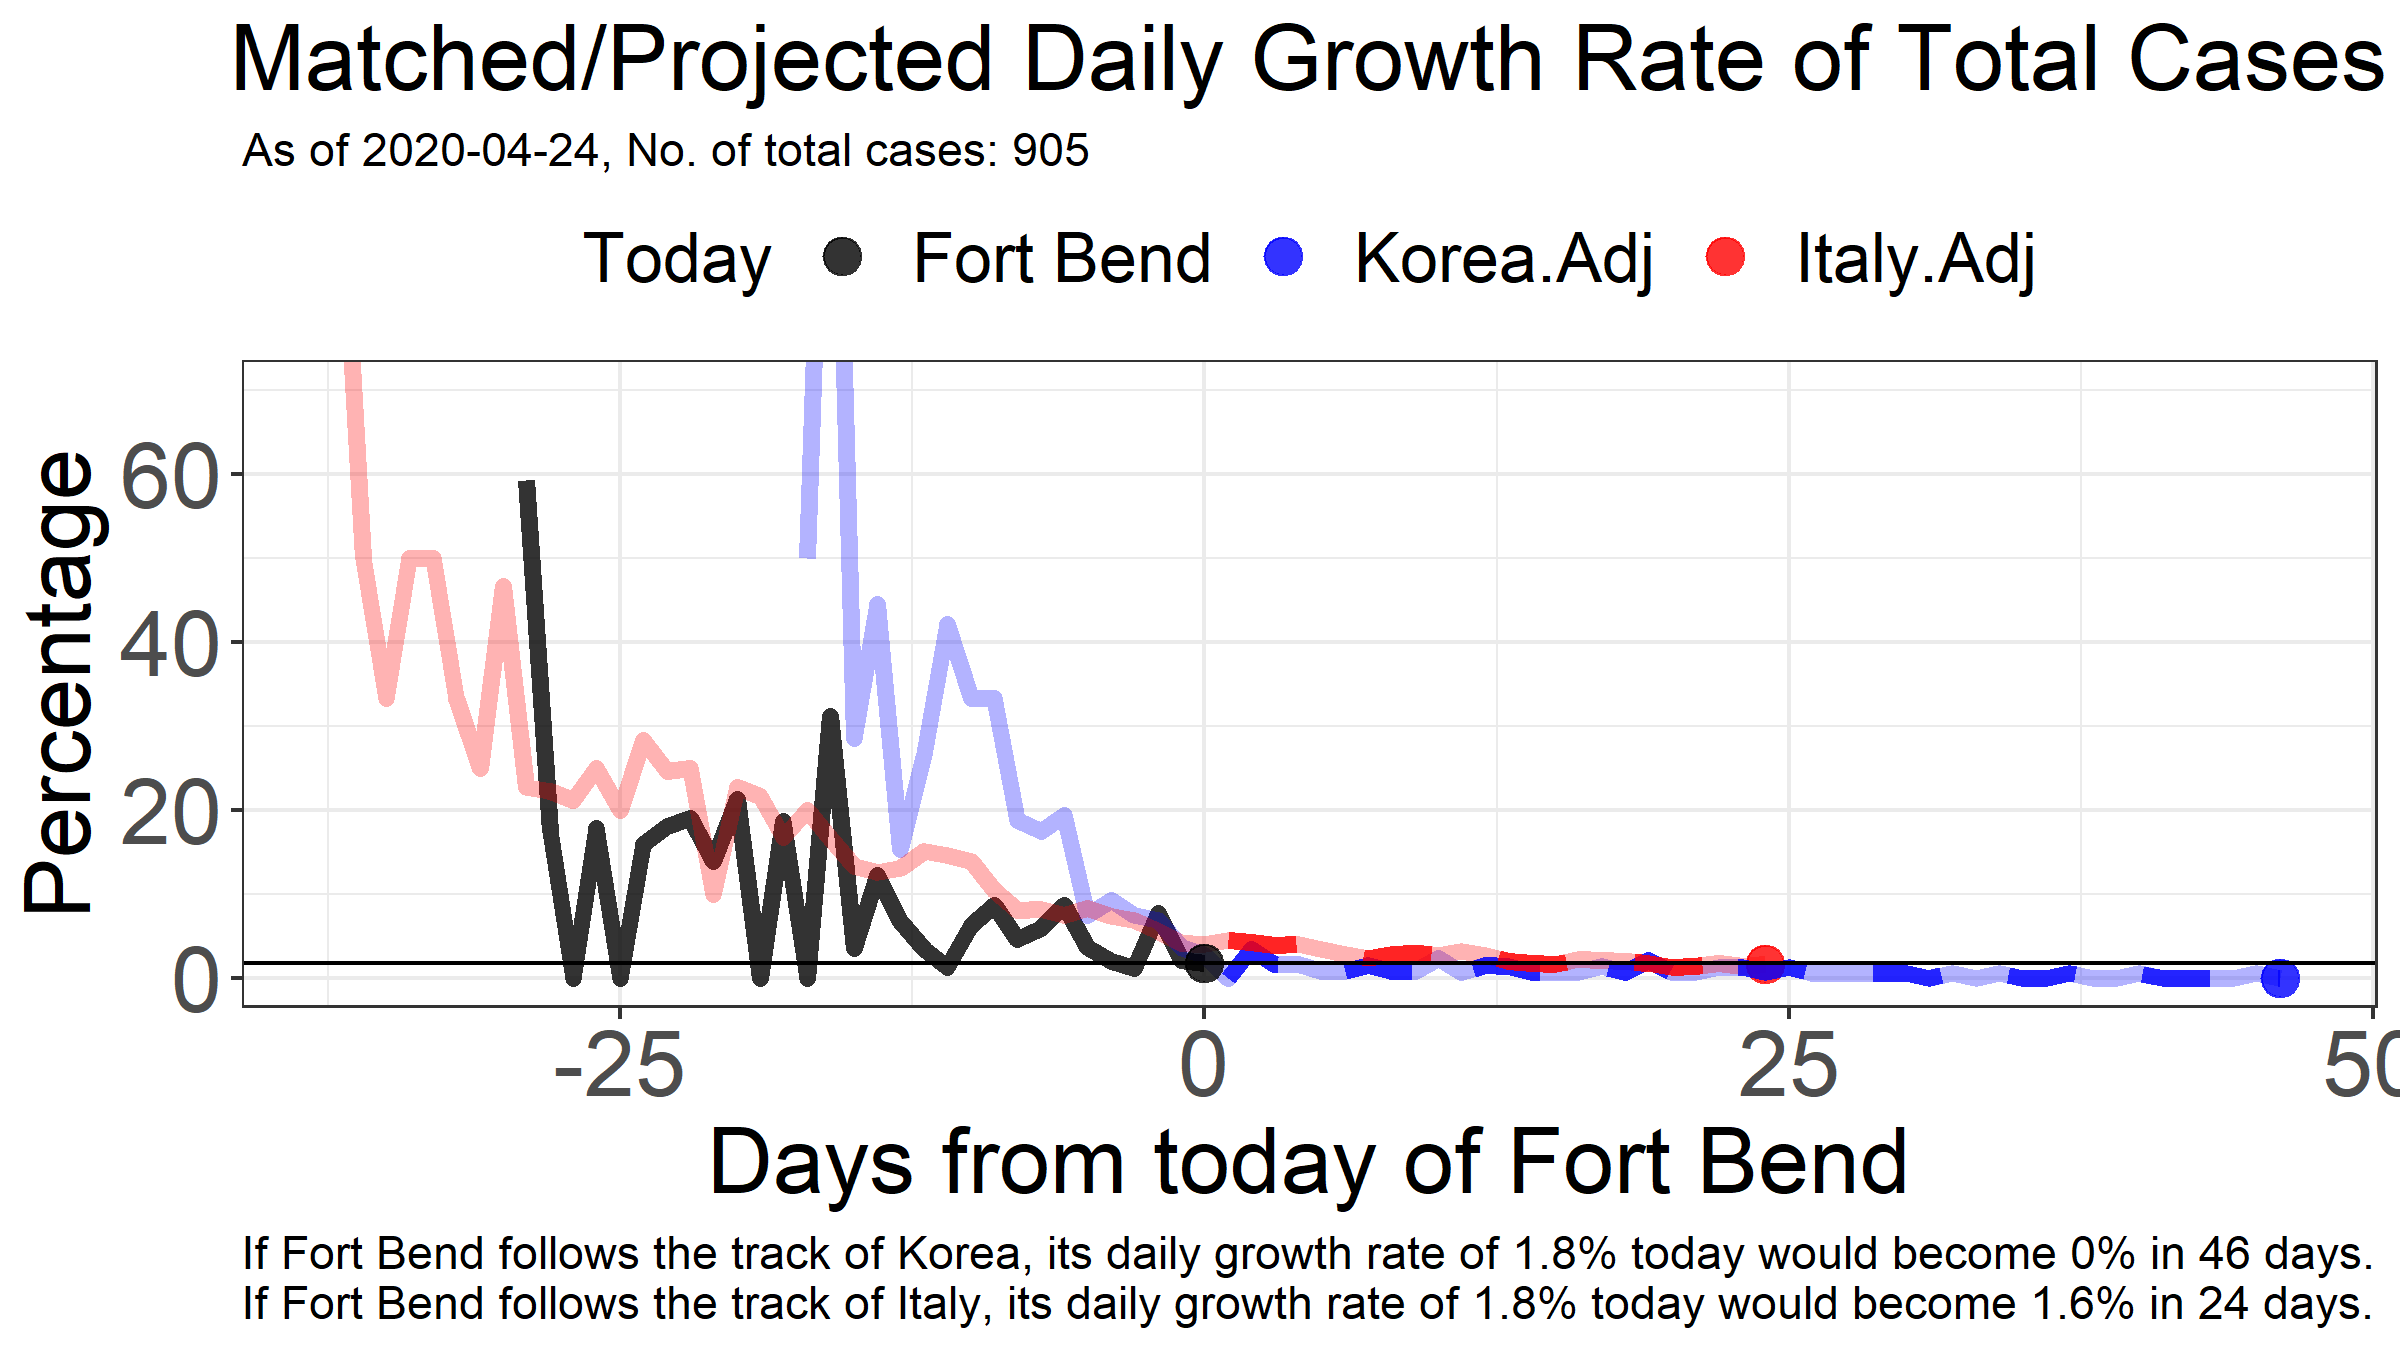 Matched/Projected Daily Growth Rate of Total Cases
As of 2020-04-24, No. of total cases: 905
Today Fort Bend Korea.Adj Italy.Adj
Percentage
60
40
20
0
-25 0 25 50
Days from today of Fort Bend
If Fort Bend follows the track of Korea, its daily growth rate of 1.8% today would become 0% in 46 days.
If Fort Bend follows the track of Italy, its daily growth rate of 1.8% today would become 1.6% in 24 days.